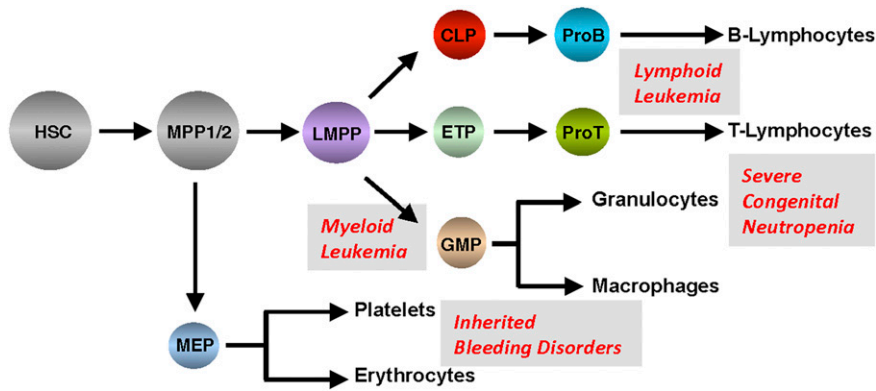 CLP
ProB
B-Lymphocytes
Lymphoid
Leukemia
HSC
MPP1/2
LMPP
ETP
ProT
T-Lymphocytes
Severe
Congenital
Neutropenia
Granulocytes
Myeloid
Leukemia
GMP
Macrophages
Platelets
Inherited
Bleeding Disorders
MEP
Erythrocytes